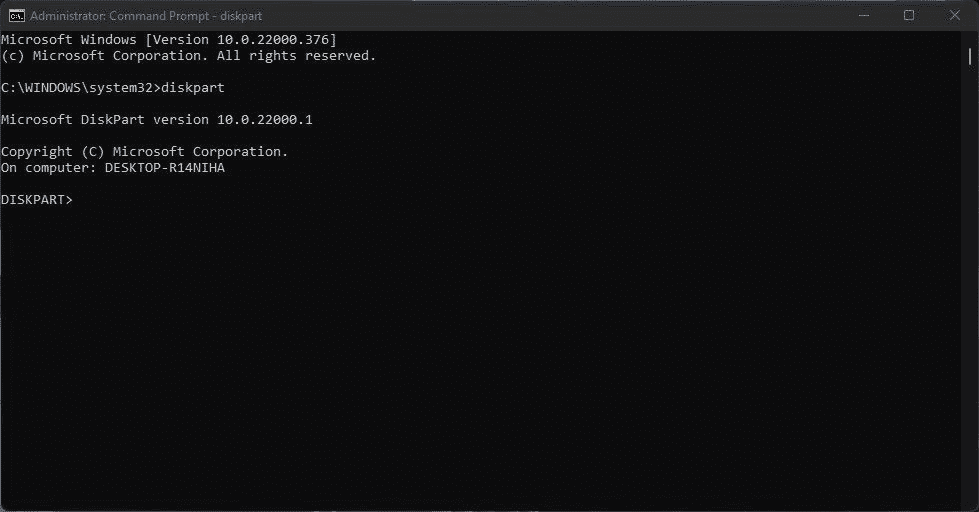 Administrator: Command Prompt - diskpart
Microsoft Windows [Version 10.0.22000.376]
(c) Microsoft Corporation. All rights reserved.
C:\WINDOWS\system32>diskpart
Microsoft DiskPart version 10.0.22000.1
Copyright (C) Microsoft Corporation.
On computer: DESKTOP-R14NIHA
DISKPART>